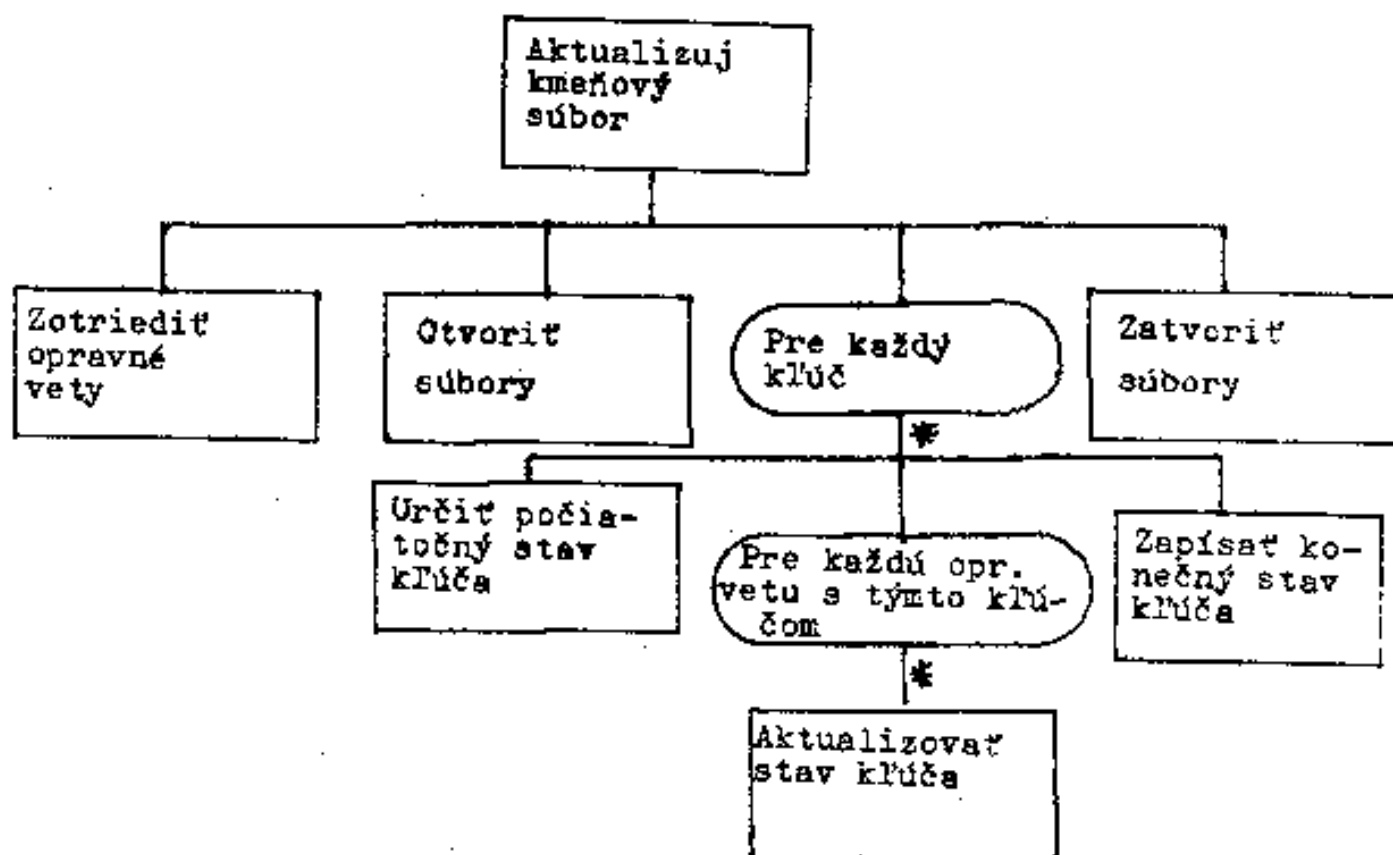 Aktualizuj
kmeňový
súbor
Zotriediť
opravné
vety
Otvoriť
súbory
Pre každý
kľúč
Zatvoriť
súbory
*
Určiť počia-
točný stav
kľúča
Pre každú opr.
vetu s týmto kľú-
čom
Zapísať ko-
nečný stav
kľúča
*
Aktualizovať
stav kľúča